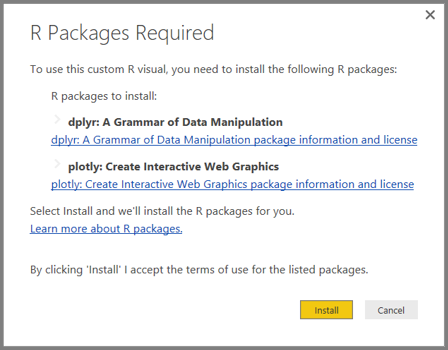 R Packages Required
To use this custom R visual, you need to install the following R packages:
R packages to install:
dplyr: A Grammar of Data Manipulation
dplyr: A Grammar of Data Manipulation package information and license
plotly: Create Interactive Web Graphics
plotly: Create Interactive Web Graphics package information and license
Select Install and we'll install the R packages for you.
Learn more about R packages.
By clicking 'Install' I accept the terms of use for the listed packages.
Install Cancel